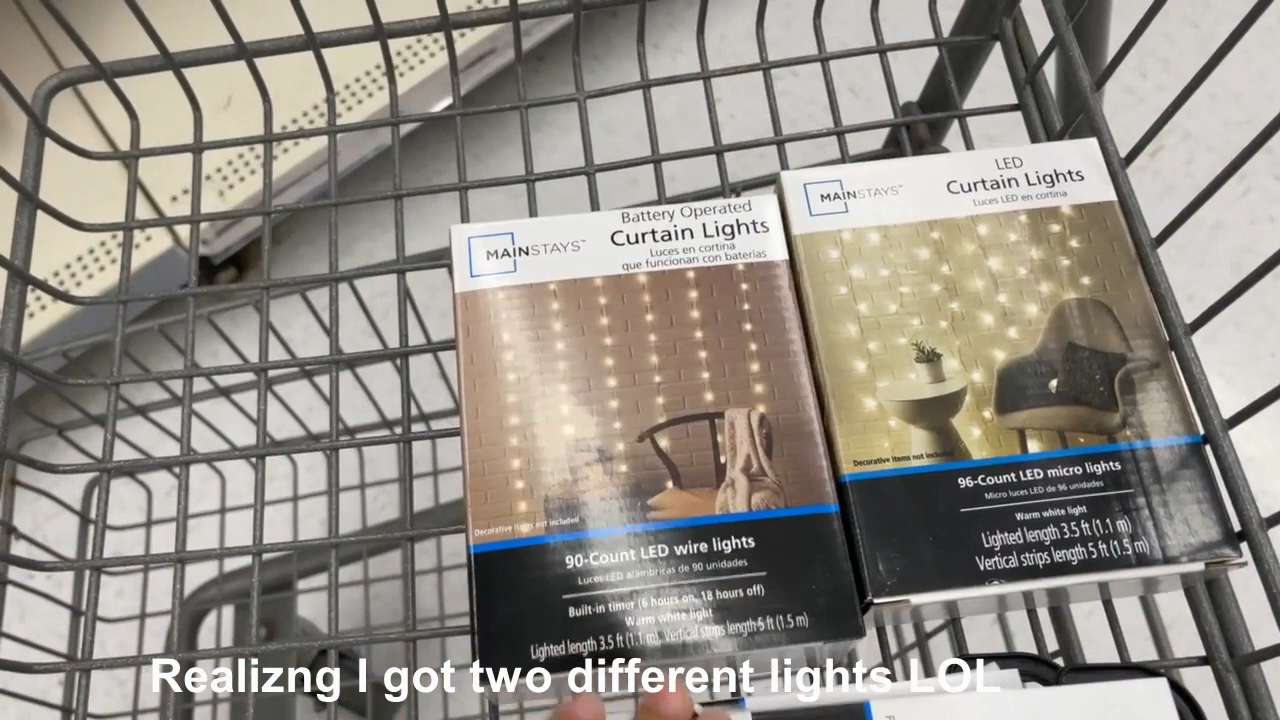 MAINSTAYS™
Battery Operated
Curtain Lights
Luces en cortina
que funcionan con baterías
Decorative items not included
90-Count LED wire lights
Luces LED alámbricas de 90 unidades
Built-in timer (6 hours on, 18 hours off)
Warm white light
Lighted length 3.5 ft (1.1 m), Vertical strips length 5 ft (1.5 m)
MAINSTAYS™
LED
Curtain Lights
Luces LED en cortina
Decorative items not included
96-Count LED micro lights
Micro luces LED de 96 unidades
Warm white light
Lighted length 3.5 ft (1.1 m)
Vertical strips length 5 ft (1.5 m)
Realizng I got two different lights LOL